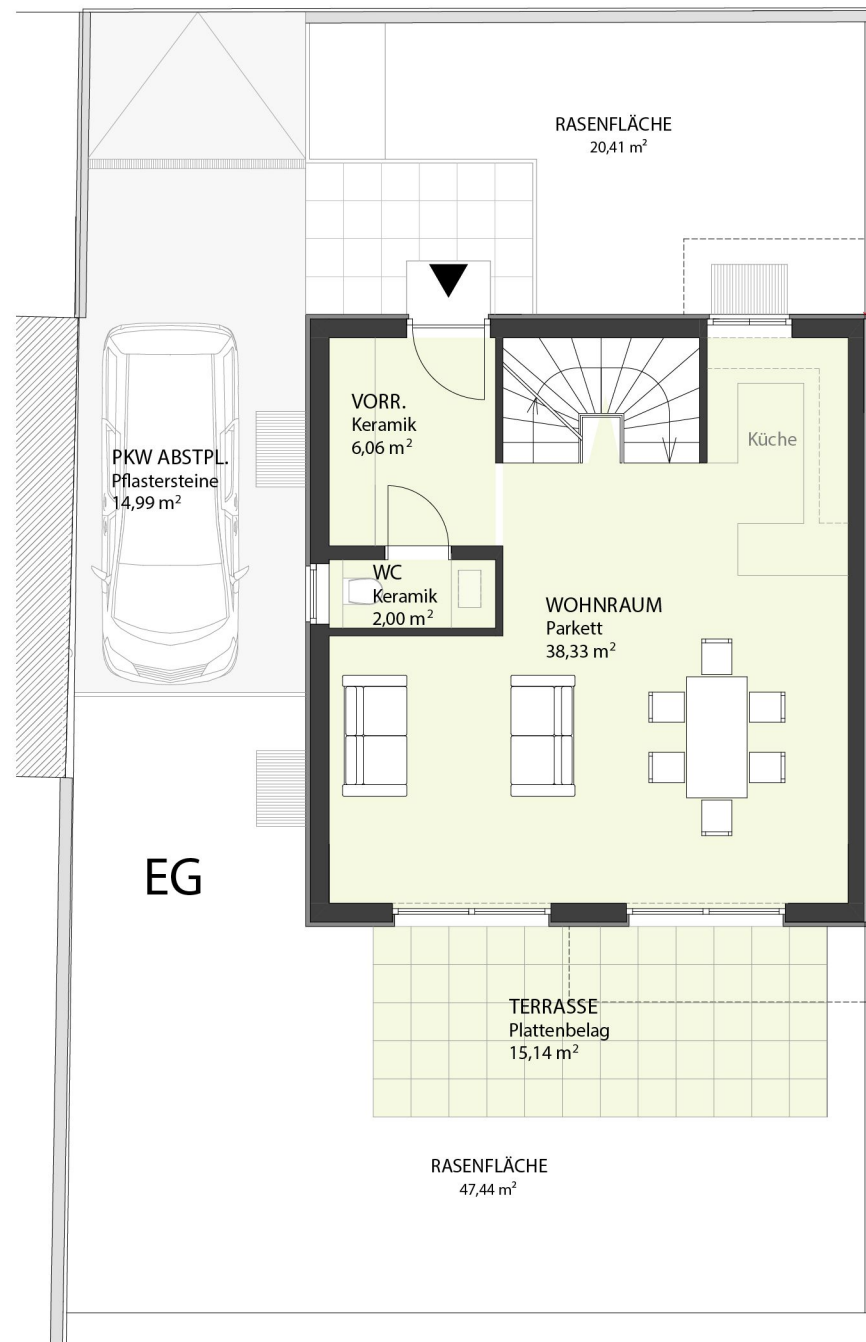 RASENFLÄCHE
20,41 m²
VORR.
Keramik
6,06 m²
Küche
PKW ABSTPL.
Pflastersteine
14,99 m²
WC
Keramik
2,00 m²
WOHNRAUM
Parkett
38,33 m²
EG
TERRASSE
Plattenbelag
15,14 m²
RASENFLÄCHE
47,44 m²